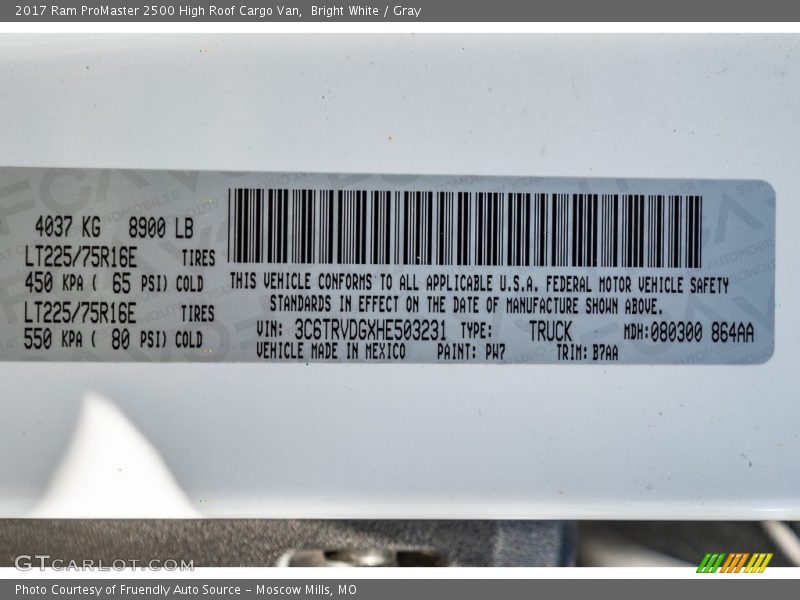 2017 Ram ProMaster 2500 High Roof Cargo Van,  Bright White / Gray
4037 KG 8900 LB
LT225/75R16E TIRES
450 KPA ( 65 PSI) COLD
LT225/75R16E TIRES
550 KPA ( 80 PSI) COLD
THIS VEHICLE CONFORMS TO ALL APPLICABLE U.S.A. FEDERAL MOTOR VEHICLE SAFETY
STANDARDS IN EFFECT ON THE DATE OF MANUFACTURE SHOWN ABOVE.
VIN: 3C6TRVDGXHE503231 TYPE: TRUCK MDH:080300 864AA
VEHICLE MADE IN MEXICO PAINT: PW7 TRIM: B7AA
GTCARLOT.COM
Photo Courtesy of Fruendly Auto Source – Moscow Mills, MO